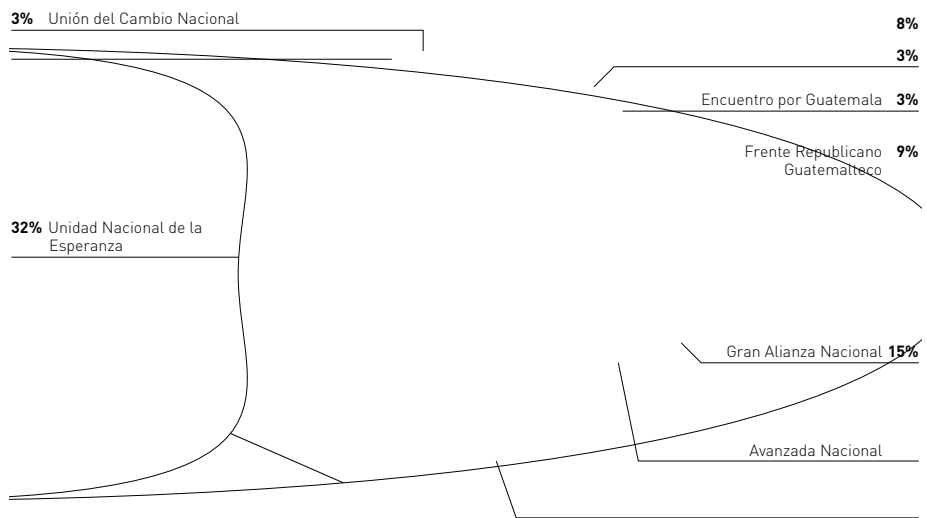 3% Unión del Cambio Nacional
8%
3%
Encuentro por Guatemala 3%
Frente Republicano 9%
Guatemalteco
32% Unidad Nacional de la
Esperanza
Gran Alianza Nacional 15%
Avanzada Nacional